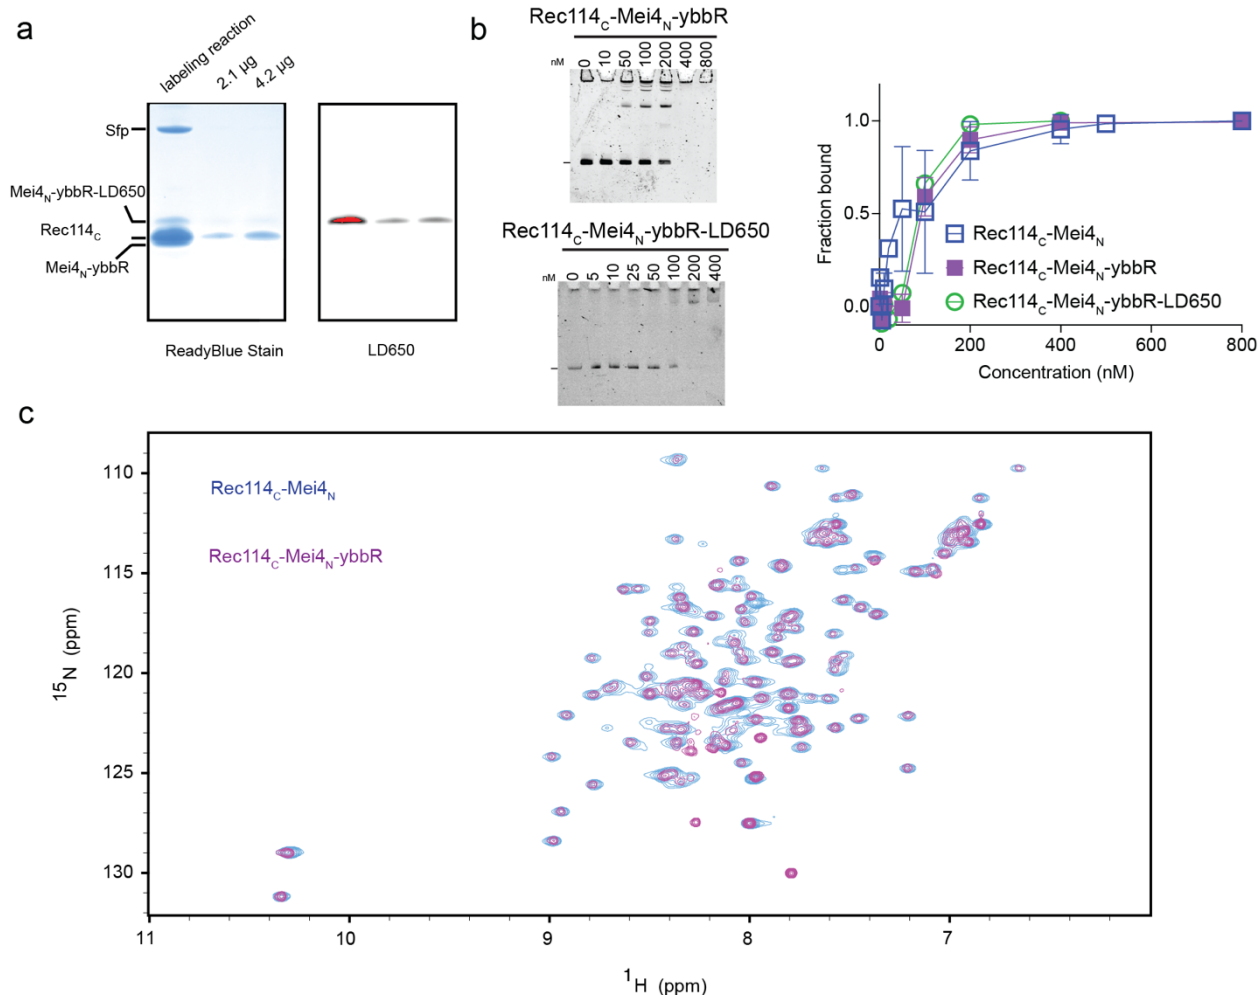 a
labeling reaction
2.1 µg
4.2 µg
Sfp
Mei4N-ybbR-LD650
Rec114C
Mei4N-ybbR
ReadyBlue Stain
LD650
b
Rec114C-Mei4N-ybbR
nM 0 10 50 100 200 400 800
Rec114C-Mei4N-ybbR-LD650
nM 0 5 10 25 50 100 200 400
Fraction bound
1.0
0.5
0.0
Rec114C-Mei4N
Rec114C-Mei4N-ybbR
Rec114C-Mei4N-ybbR-LD650
0 200 400 600 800
Concentration (nM)
c
Rec114C-Mei4N
Rec114C-Mei4N-ybbR
15N (ppm)
110
115
120
125
130
11 10 9 8 7
1H (ppm)